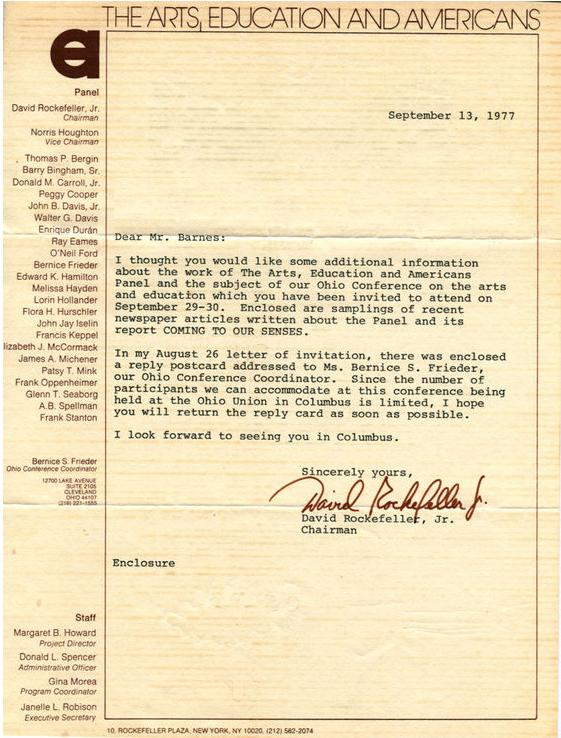 THE ARTS, EDUCATION AND AMERICANS
a
Panel
David Rockefeller, Jr.
Chairman
Norris Houghton
Vice Chairman
Thomas P. Bergin
Barry Bingham, Sr.
Donald M. Carroll, Jr.
Peggy Cooper
John B. Davis, Jr.
Walter G. Davis
Enrique Durán
Ray Eames
O'Neil Ford
Bernice Frieder
Edward K. Hamilton
Melissa Hayden
Lorin Hollander
Flora H. Hurschler
John Jay Iselin
Francis Keppel
lizabeth J. McCormack
James A. Michener
Patsy T. Mink
Frank Oppenheimer
Glenn T. Seaborg
A.B. Spellman
Frank Stanton
Bernice S. Frieder
Ohio Conference Coordinator
12700 LAKE AVENUE
SUITE 2105
CLEVELAND
OHIO 44107
(216) 221-1585
Staff
Margaret B. Howard
Project Director
Donald L. Spencer
Administrative Officer
Gina Morea
Program Coordinator
Janelle L. Robison
Executive Secretary
September 13, 1977
Dear Mr. Barnes:
I thought you would like some additional information
about the work of The Arts, Education and Americans
Panel and the subject of our Ohio Conference on the arts
and education which you have been invited to attend on
September 29-30. Enclosed are samplings of recent
newspaper articles written about the Panel and its
report COMING TO OUR SENSES.
In my August 26 letter of invitation, there was enclosed
a reply postcard addressed to Ms. Bernice S. Frieder,
our Ohio Conference Coordinator. Since the number of
participants we can accommodate at this conference being
held at the Ohio Union in Columbus is limited, I hope
you will return the reply card as soon as possible.
I look forward to seeing you in Columbus.
Sincerely yours,
David Rockefeller Jr.
David Rockefeller, Jr.
Chairman
Enclosure
10, ROCKEFELLER PLAZA, NEW YORK, NY 10020, (212) 582-2074